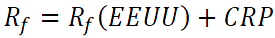 R_f = R_f(EEUU) + CRP